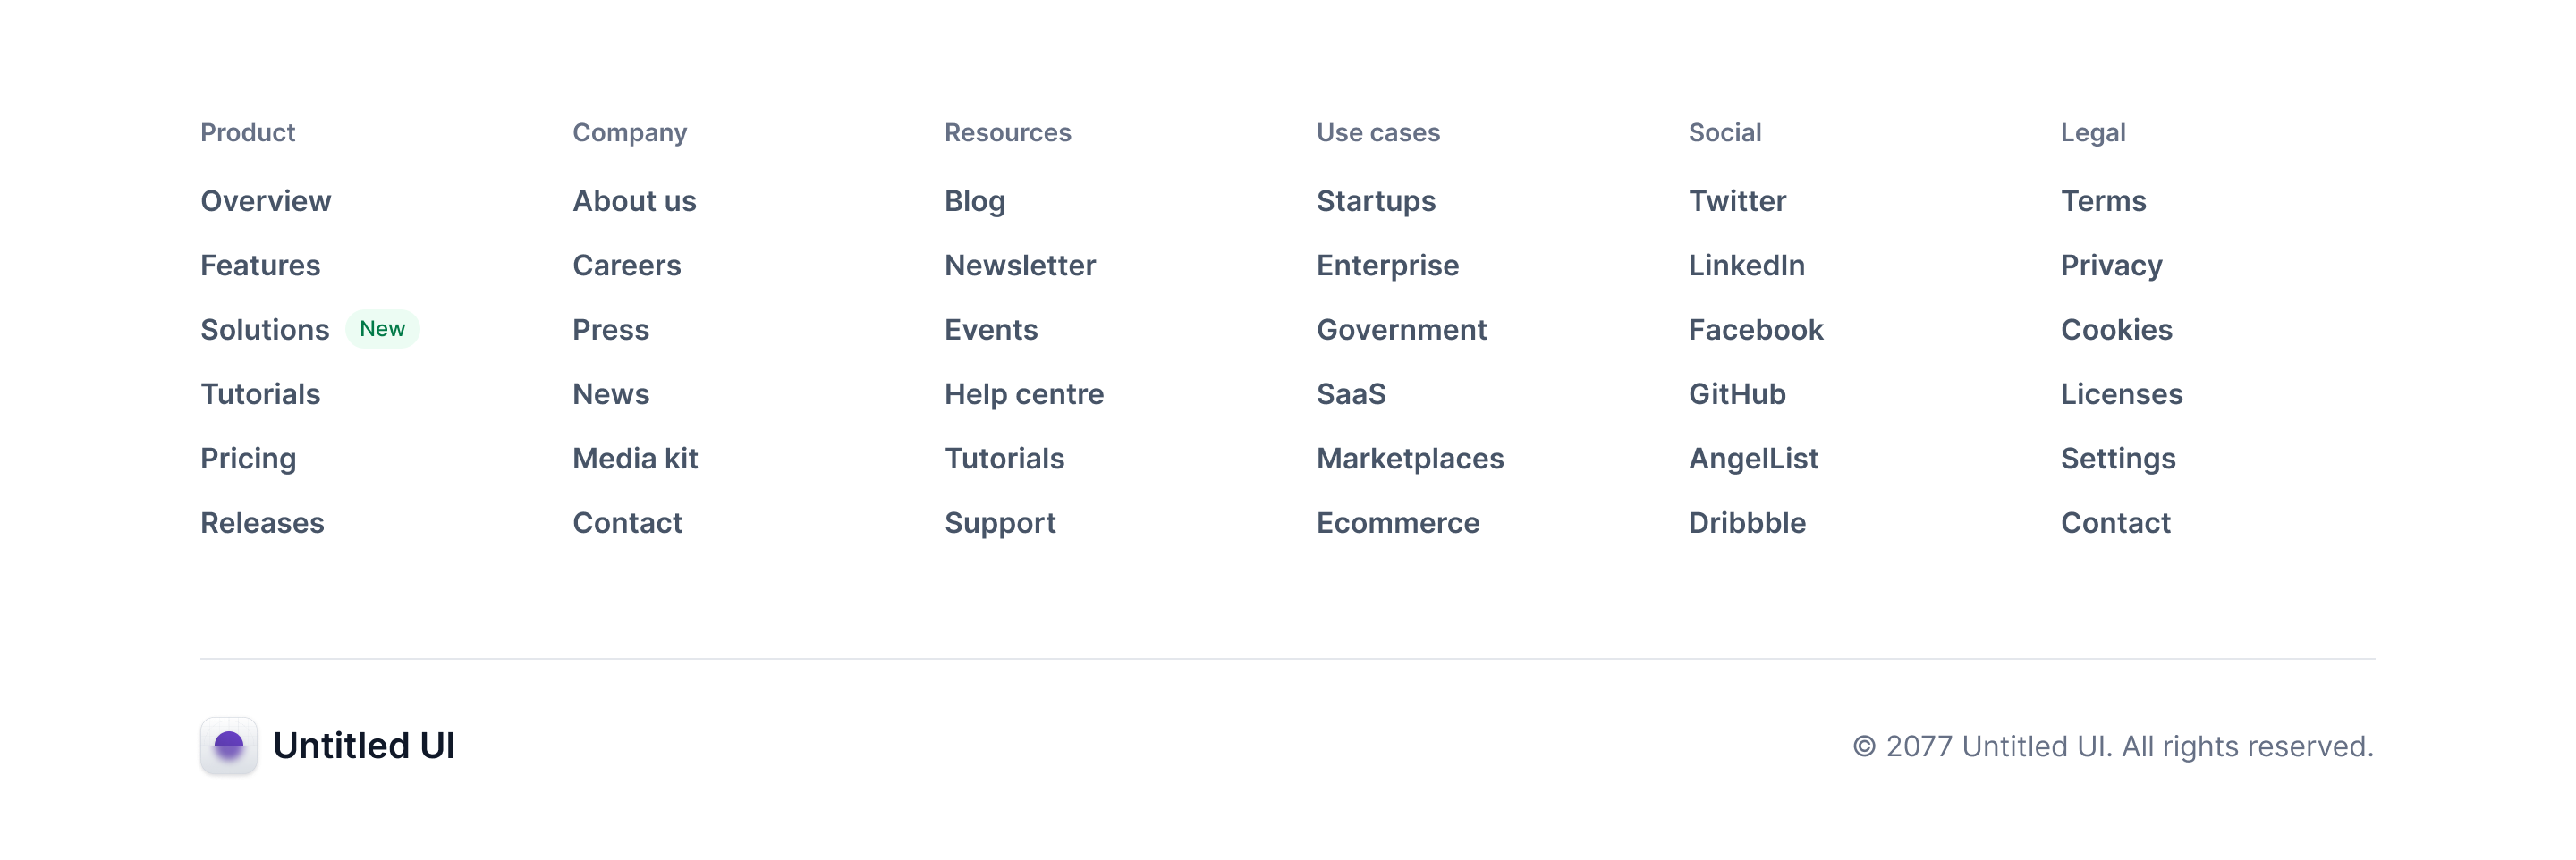 Product
Overview
Features
Solutions New
Tutorials
Pricing
Releases
Company
About us
Careers
Press
News
Media kit
Contact
Resources
Blog
Newsletter
Events
Help centre
Tutorials
Support
Use cases
Startups
Enterprise
Government
SaaS
Marketplaces
Ecommerce
Social
Twitter
LinkedIn
Facebook
GitHub
AngelList
Dribbble
Legal
Terms
Privacy
Cookies
Licenses
Settings
Contact
Untitled UI
© 2077 Untitled UI. All rights reserved.